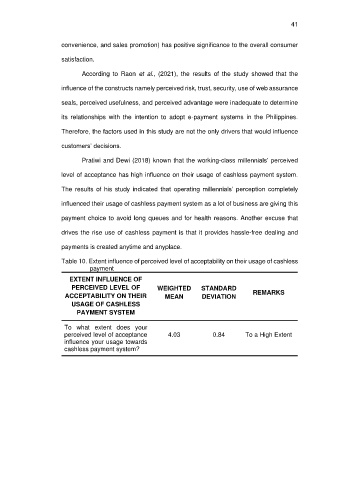 41
convenience, and sales promotion) has positive significance to the overall consumer
satisfaction.
According to Raon et al., (2021), the results of the study showed that the
influence of the constructs namely perceived risk, trust, security, use of web assurance
seals, perceived usefulness, and perceived advantage were inadequate to determine
its relationships with the intention to adopt e-payment systems in the Philippines.
Therefore, the factors used in this study are not the only drivers that would influence
customers' decisions.
Pratiwi and Dewi (2018) known that the working-class millennials' perceived
level of acceptance has high influence on their usage of cashless payment system.
The results of his study indicated that operating millennials' perception completely
influenced their usage of cashless payment system as a lot of business are giving this
payment choice to avoid long queues and for health reasons. Another excuse that
drives the rise use of cashless payment is that it provides hassle-free dealing and
payments is created anytime and anyplace.
Table 10. Extent influence of perceived level of acceptability on their usage of cashless
payment
EXTENT INFLUENCE OF
PERCEIVED LEVEL OF
ACCEPTABILITY ON THEIR
USAGE OF CASHLESS
PAYMENT SYSTEM
WEIGHTED
MEAN
STANDARD
DEVIATION
REMARKS
To what extent does your
perceived level of acceptance
influence your usage towards
cashless payment system?
4.03
0.84
To a High Extent